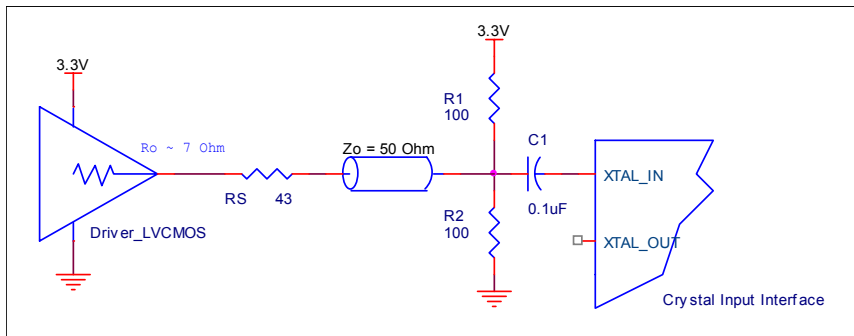 3.3V
3.3V
R1
100
Ro ~ 7 Ohm
Zo = 50 Ohm
C1
XTAL_IN
RS
43
0.1uF
R2
100
XTAL_OUT
Driver_LVCMOS
Crystal Input Interface